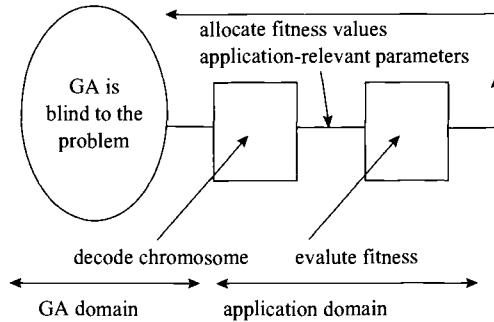 allocate fitness values
application-relevant parameters
GA is
blind to the
problem
decode chromosome
evalute fitness
GA domain
application domain